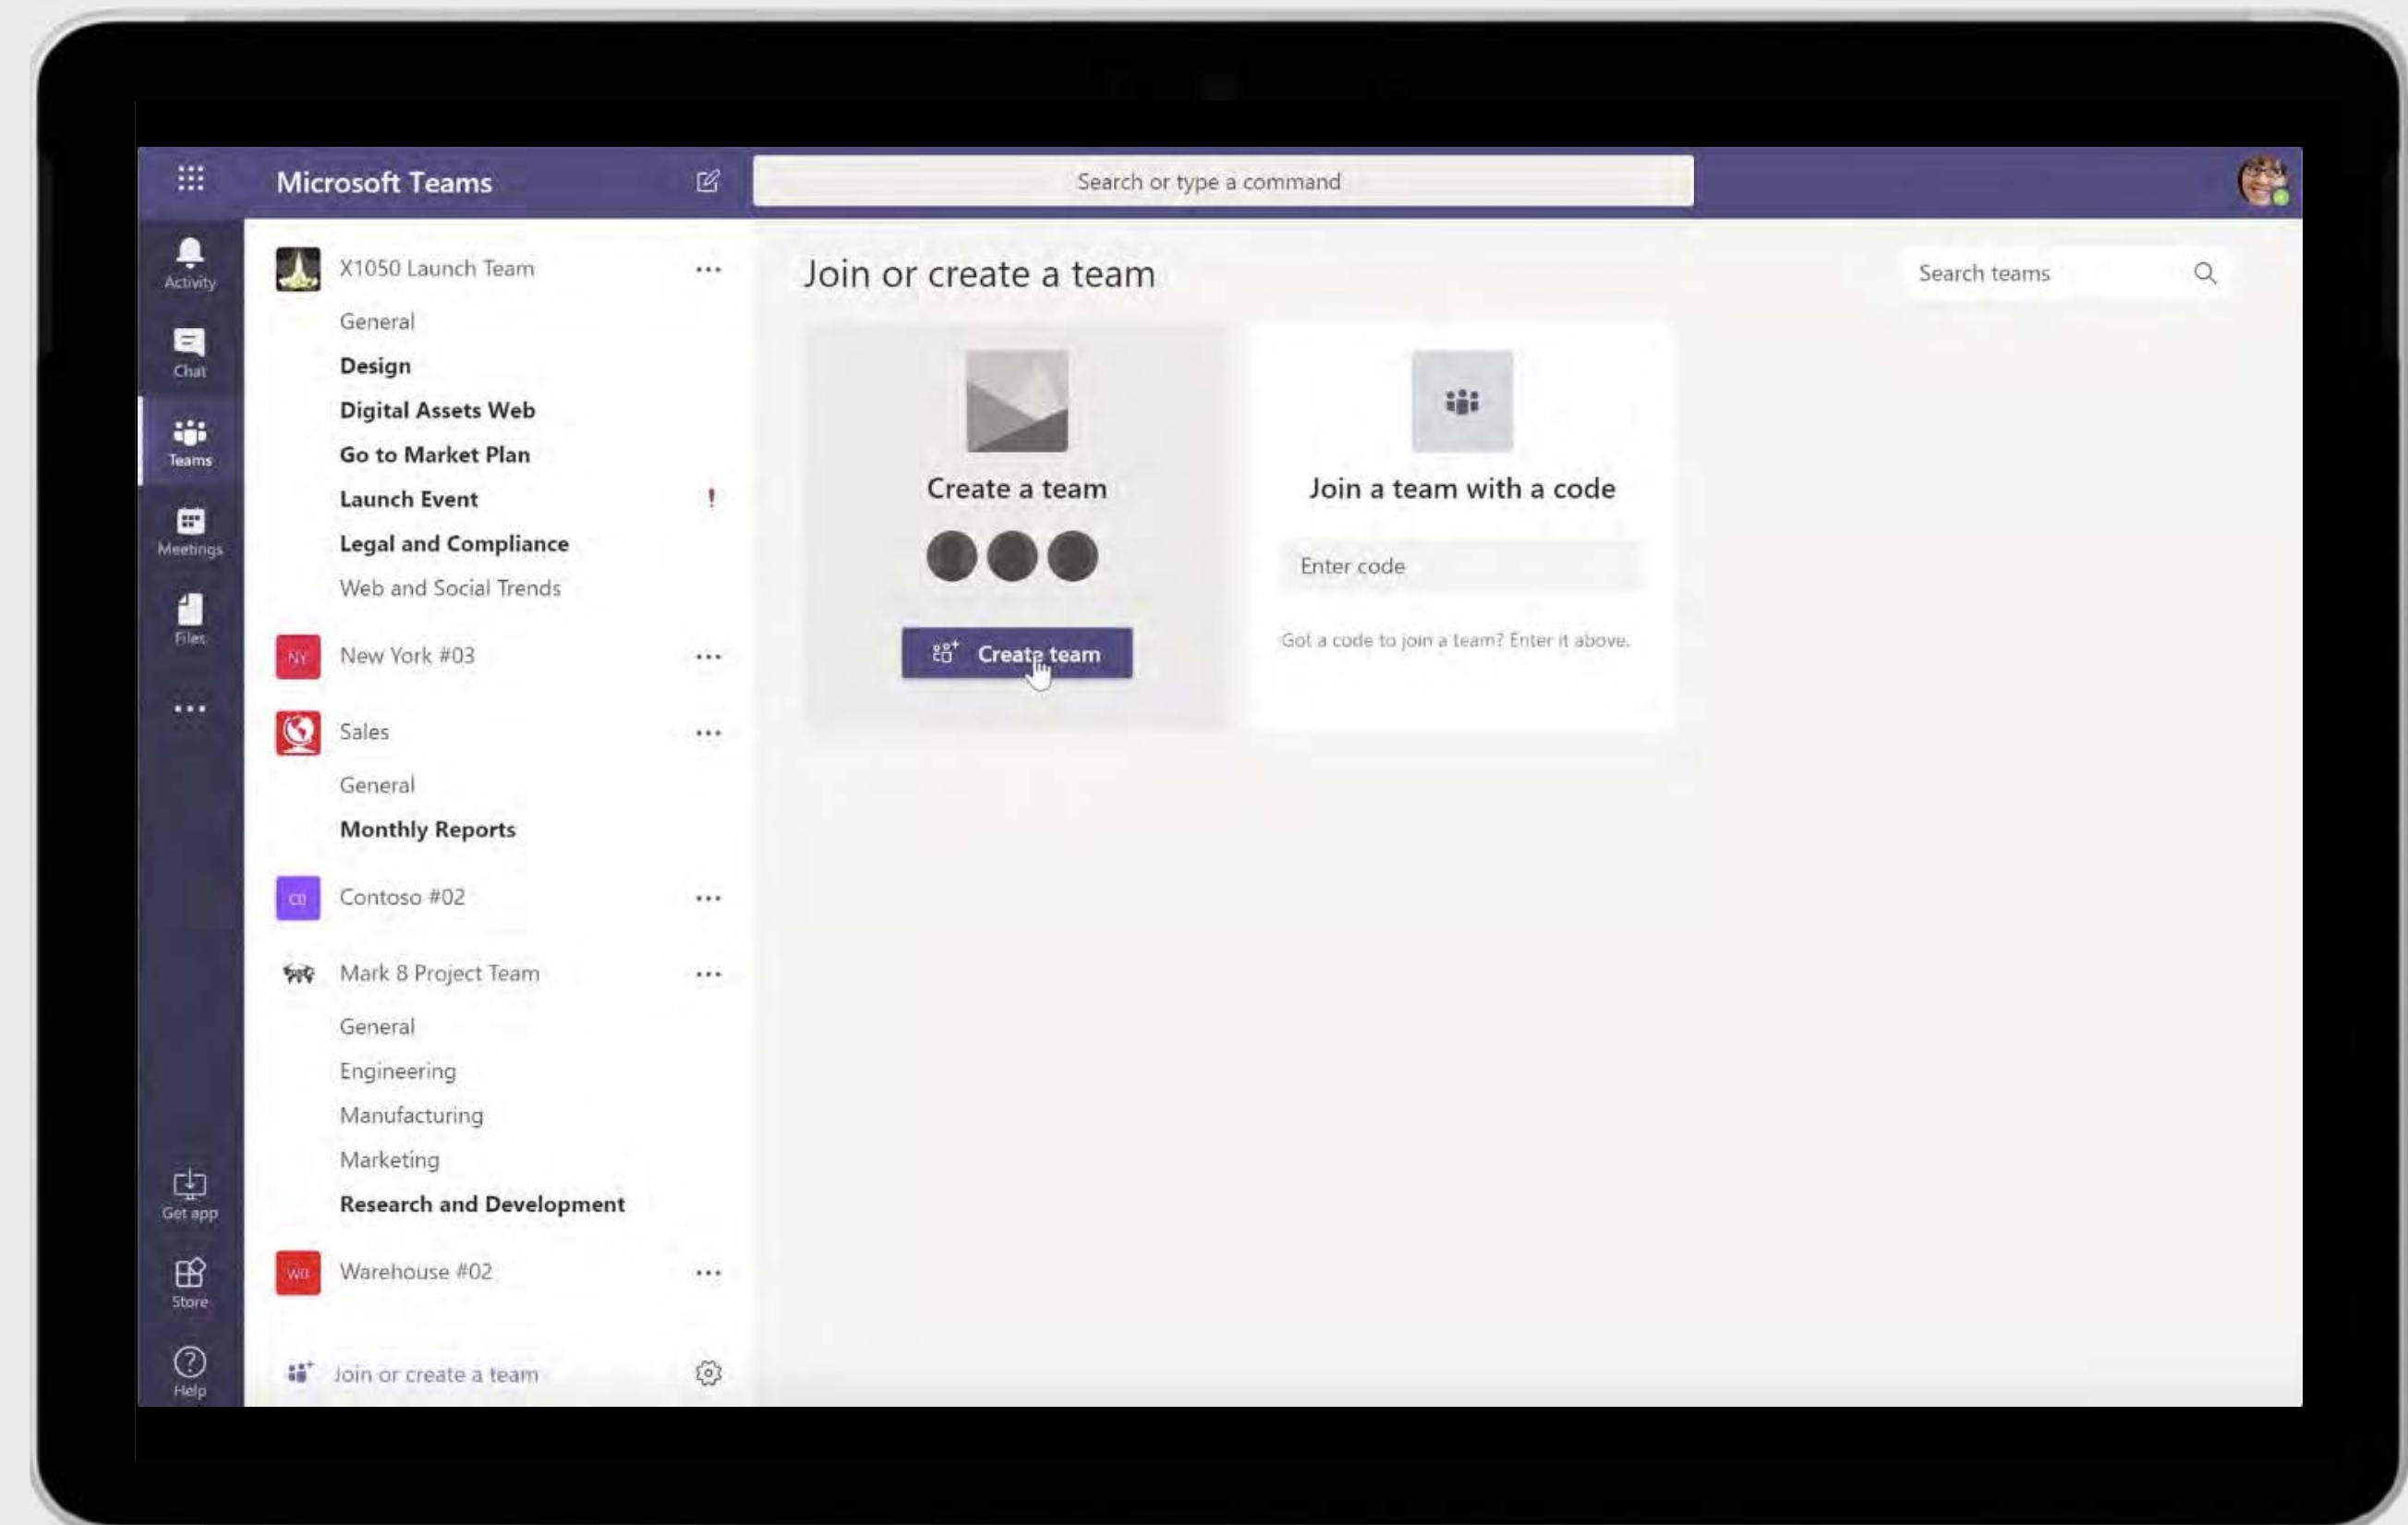 Microsoft Teams
Search or type a command
Activity
Chat
Teams
Meetings
Files
Get app
Store
Help
X1050 Launch Team
General
Design
Digital Assets Web
Go to Market Plan
Launch Event !
Legal and Compliance
Web and Social Trends
NY New York #03
Sales
General
Monthly Reports
C0 Contoso #02
Mark 8 Project Team
General
Engineering
Manufacturing
Marketing
Research and Development
W0 Warehouse #02
Join or create a team
Join or create a team
Search teams
Create a team
Create team
Join a team with a code
Enter code
Got a code to join a team? Enter it above.